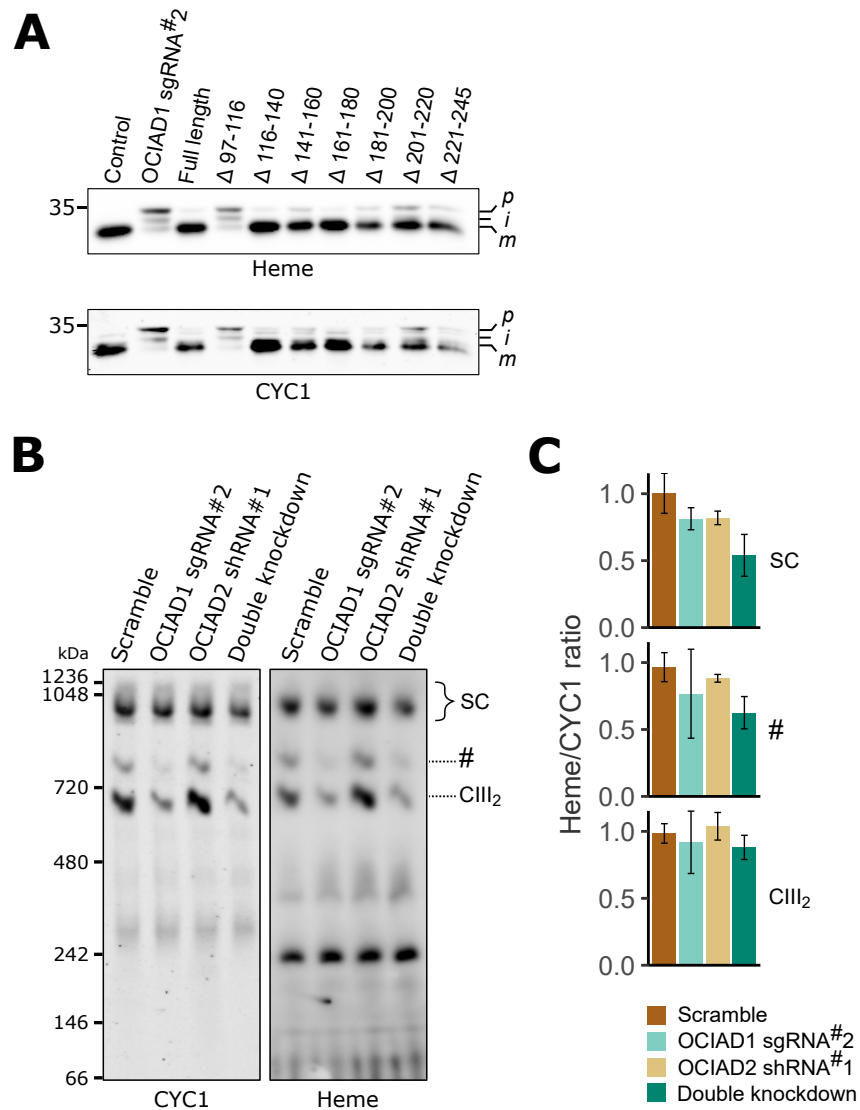 A
Control
OCIAD1 sgRNA#2
Full length
Δ 97-116
Δ 116-140
Δ 141-160
Δ 161-180
Δ 181-200
Δ 201-220
Δ 221-245
35
p
i
m
Heme
35
p
i
m
CYC1
B
Scramble
OCIAD1 sgRNA#2
OCIAD2 shRNA#1
Double knockdown
Scramble
OCIAD1 sgRNA#2
OCIAD2 shRNA#1
Double knockdown
kDa
1236
1048
720
480
242
146
66
SC
#
CIII2
CYC1
Heme
C
Heme/CYC1 ratio
1.0
0.5
0.0
SC
1.0
0.5
0.0
#
1.0
0.5
0.0
CIII2
Scramble
OCIAD1 sgRNA#2
OCIAD2 shRNA#1
Double knockdown